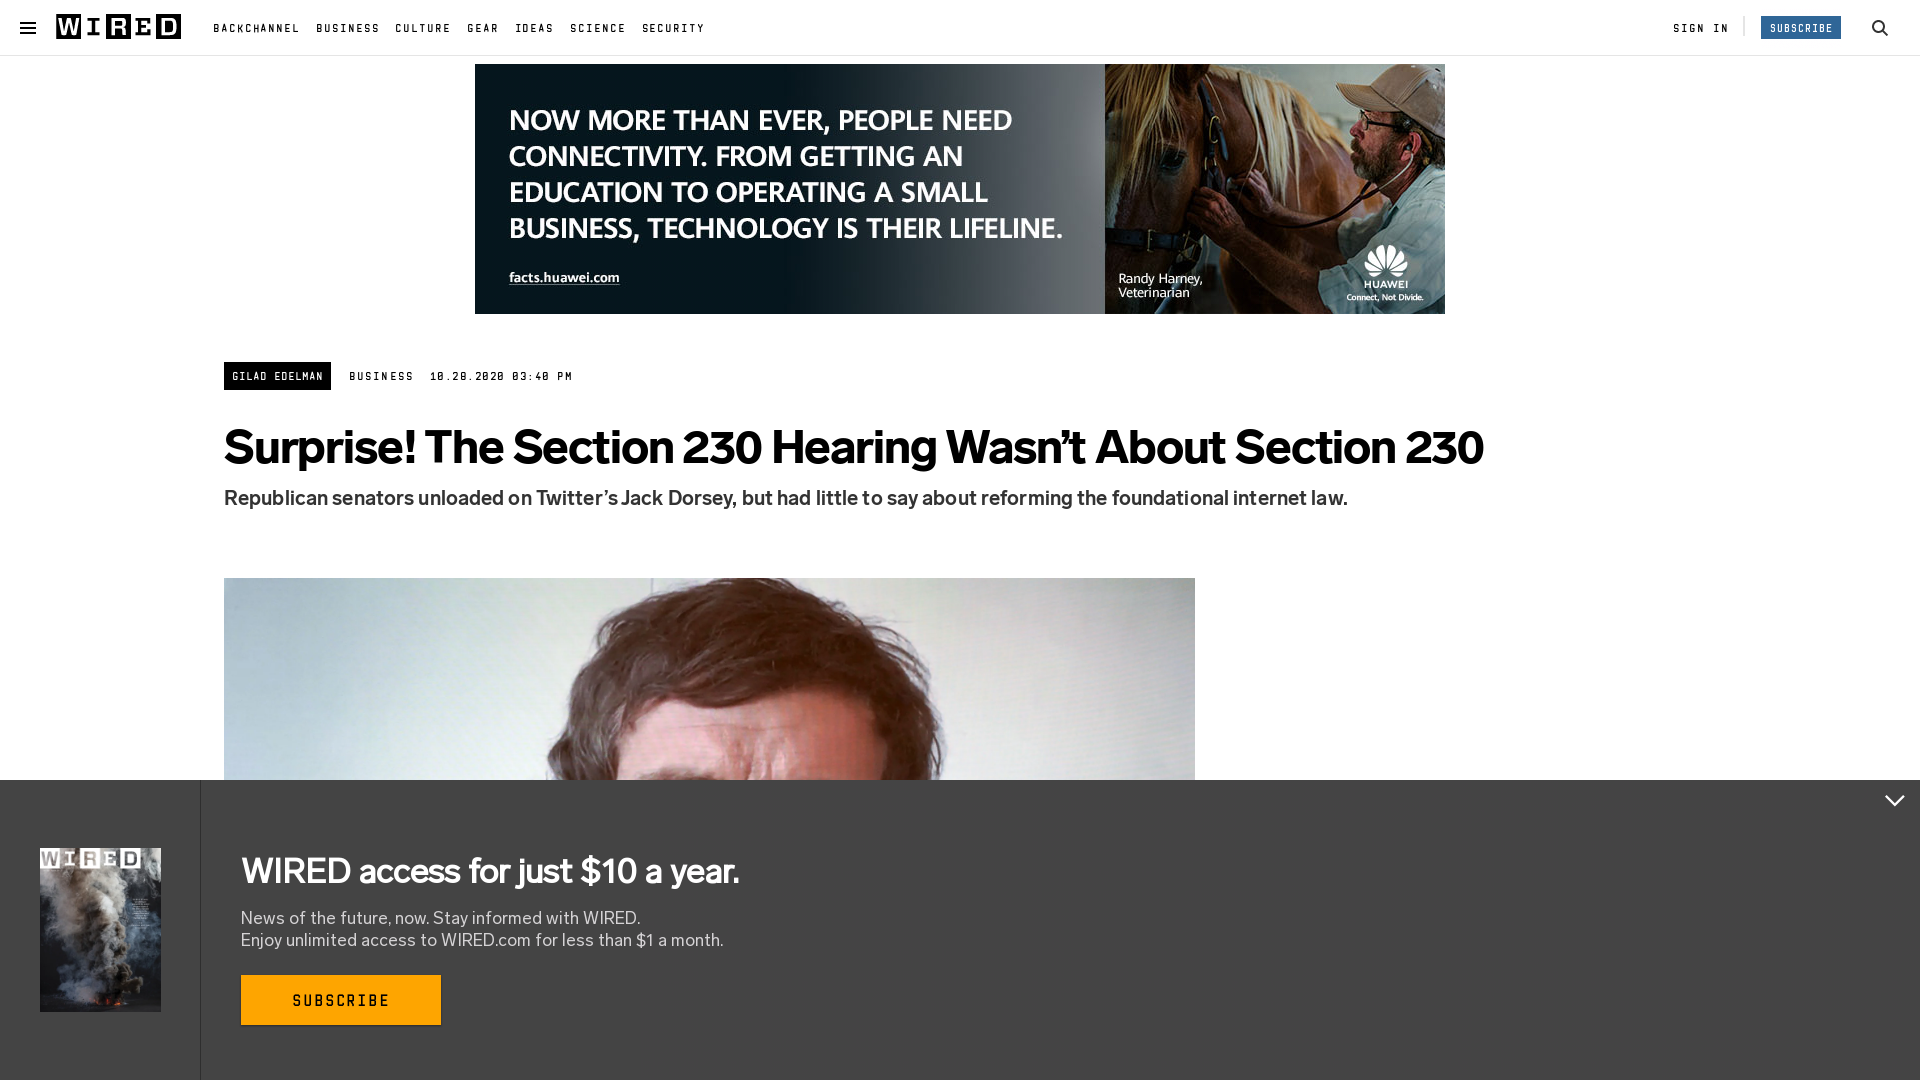 WIRED
BACKCHANNEL BUSINESS CULTURE GEAR IDEAS SCIENCE SECURITY
SIGN IN
SUBSCRIBE
NOW MORE THAN EVER, PEOPLE NEED
CONNECTIVITY. FROM GETTING AN
EDUCATION TO OPERATING A SMALL
BUSINESS, TECHNOLOGY IS THEIR LIFELINE.
facts.huawei.com
Randy Harney,
Veterinarian
HUAWEI
Connect, Not Divide.
GILAD EDELMAN BUSINESS 10.28.2020 03:40 PM
Surprise! The Section 230 Hearing Wasn’t About Section 230
Republican senators unloaded on Twitter’s Jack Dorsey, but had little to say about reforming the foundational internet law.
WIRED
WIRED access for just $10 a year.
News of the future, now. Stay informed with WIRED.
Enjoy unlimited access to WIRED.com for less than $1 a month.
SUBSCRIBE